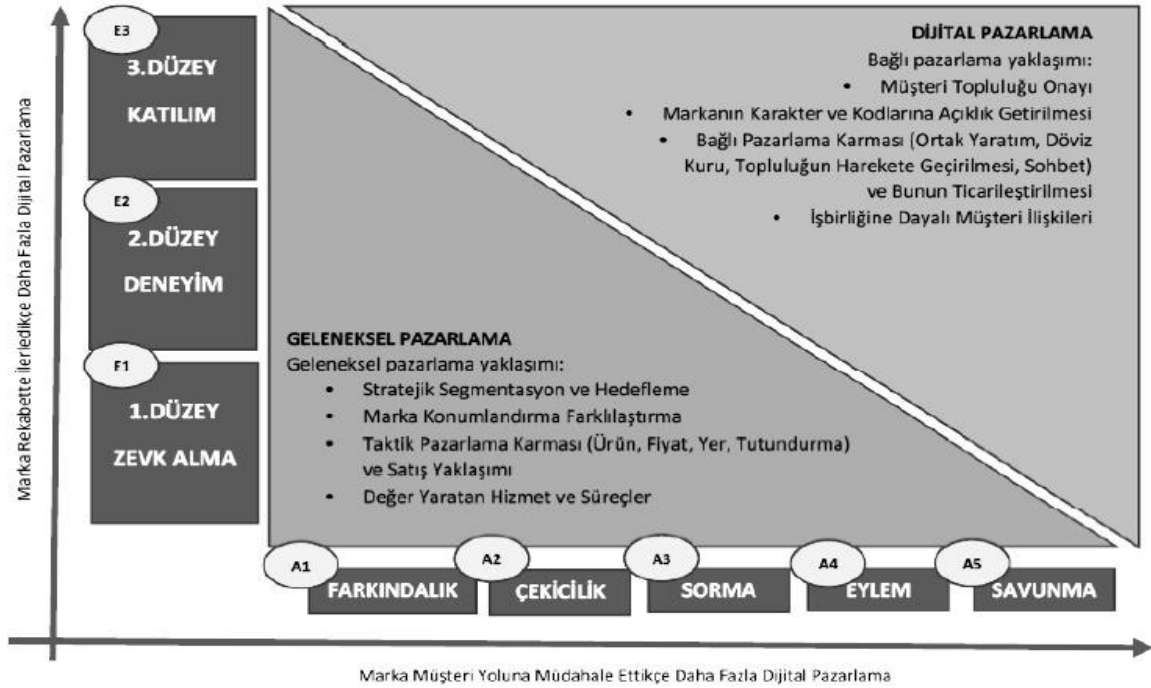 Marka Rekabette ilerledikçe Daha Fazla Dijital Pazarlama
E3
3.DÜZEY
KATILIM
E2
2.DÜZEY
DENEYİM
E1
1.DÜZEY
ZEVK ALMA
DİJİTAL PAZARLAMA
Bağlı pazarlama yaklaşımı:
• Müşteri Topluluğu Onayı
• Markanın Karakter ve Kodlarına Açıklık Getirilmesi
• Bağlı Pazarlama Karması (Ortak Yaratım, Döviz
Kuru, Topluluğun Harekete Geçirilmesi, Sohbet)
ve Bunun Ticarileştirilmesi
• İşbirliğine Dayalı Müşteri İlişkileri
GELENEKSEL PAZARLAMA
Geleneksel pazarlama yaklaşımı:
• Stratejik Segmentasyon ve Hedefleme
• Marka Konumlandırma Farklılaştırma
• Taktik Pazarlama Karması (Ürün, Fiyat, Yer, Tutundurma)
ve Satış Yaklaşımı
• Değer Yaratan Hizmet ve Süreçler
A1
FARKINDALIK
A2
ÇEKİCİLİK
A3
SORMA
A4
EYLEM
A5
SAVUNMA
Marka Müşteri Yoluna Müdahale Ettikçe Daha Fazla Dijital Pazarlama